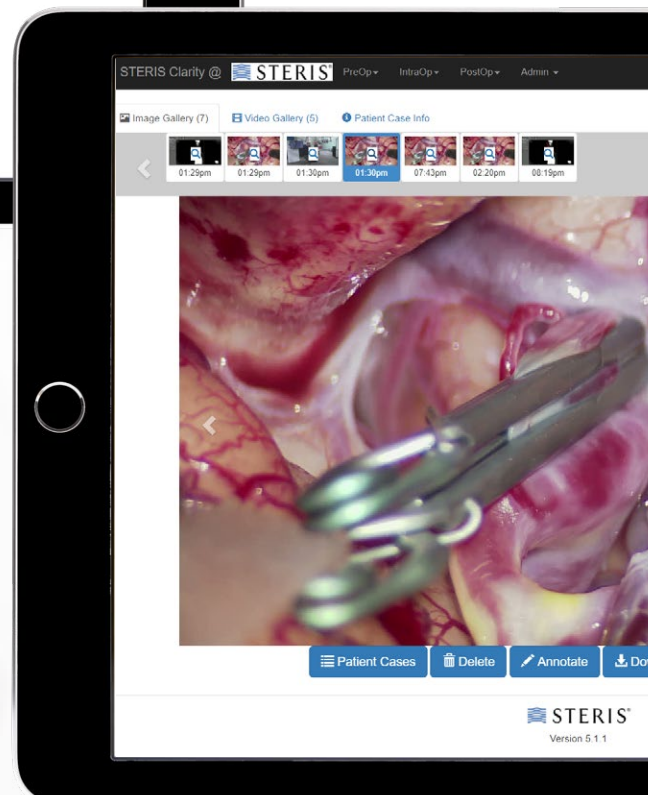 STERIS Clarity @ STERIS® PreOp IntraOp PostOp Admin
Image Gallery (7) Video Gallery (5) Patient Case Info
01:29pm 01:29pm 01:30pm 01:30pm 07:43pm 02:20pm 08:19pm
Patient Cases Delete Annotate Do
STERIS®
Version 5.1.1